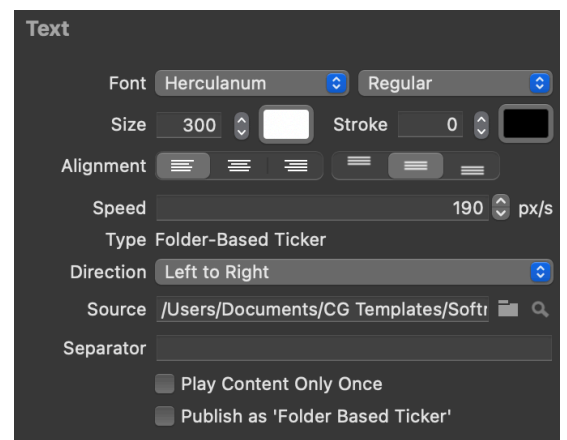 Text
Font Herculanum Regular
Size 300 Stroke 0
Alignment
Speed 190 px/s
Type Folder-Based Ticker
Direction Left to Right
Source /Users/Documents/CG Templates/Softr
Separator
Play Content Only Once
Publish as 'Folder Based Ticker'